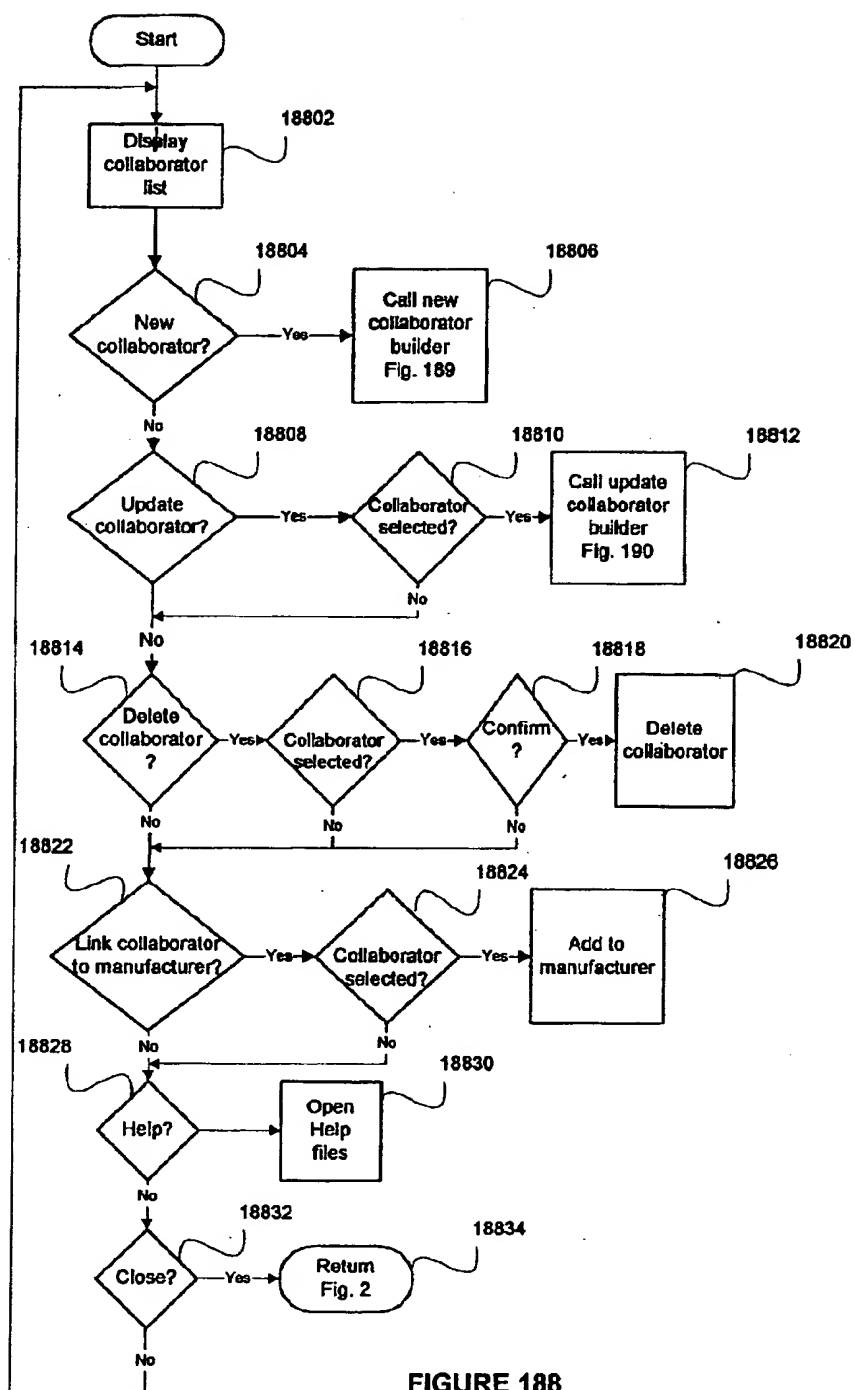 Start
18802
Display
collaborator
list
18804
18806
New
collaborator?
Yes
Call new
collaborator
builder
Fig. 189
No
18808
18810
18812
Update
collaborator?
Yes
Collaborator
selected?
Yes
Call update
collaborator
builder
Fig. 190
No
No
18814
18816
18818
18820
Delete
collaborator
?
Yes
Collaborator
selected?
Yes
Confirm
?
Yes
Delete
collaborator
No
No
No
18822
18824
18826
Link collaborator
to manufacturer?
Yes
Collaborator
selected?
Yes
Add to
manufacturer
No
No
18828
18830
Help?
Open
Help
files
No
18832
18834
Close?
Yes
Return
Fig. 2
No
FIGURE 188